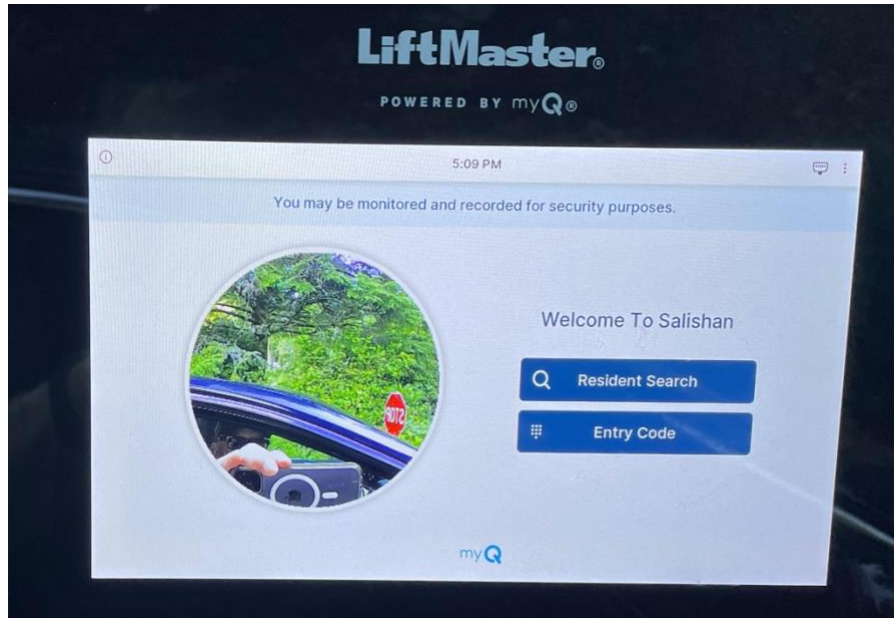 LiftMaster®
POWERED BY myQ®
5:09 PM
You may be monitored and recorded for security purposes.
Welcome To Salishan
Resident Search
Entry Code
STOP
myQ